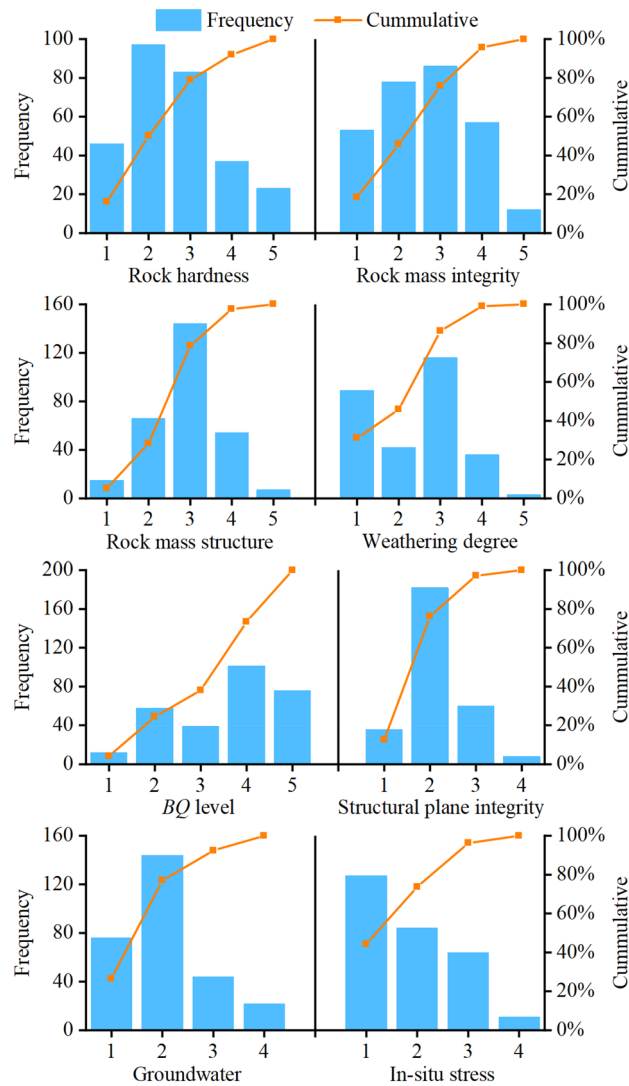 Frequency Cummulative
100 100%
80 80%
60 60%
40 40%
20 20%
0 0%
Frequency
Cummulative
1 2 3 4 5 1 2 3 4 5
Rock hardness Rock mass integrity
160 100%
120 80%
80 60%
40 40%
0 20%
0%
Frequency
Cummulative
1 2 3 4 5 1 2 3 4 5
Rock mass structure Weathering degree
200 100%
160 80%
120 60%
80 40%
40 20%
0 0%
Frequency
Cummulative
1 2 3 4 5 1 2 3 4
BQ level Structural plane integrity
160 100%
120 80%
80 60%
40 40%
0 20%
0%
Frequency
Cummulative
1 2 3 4 1 2 3 4
Groundwater In-situ stress